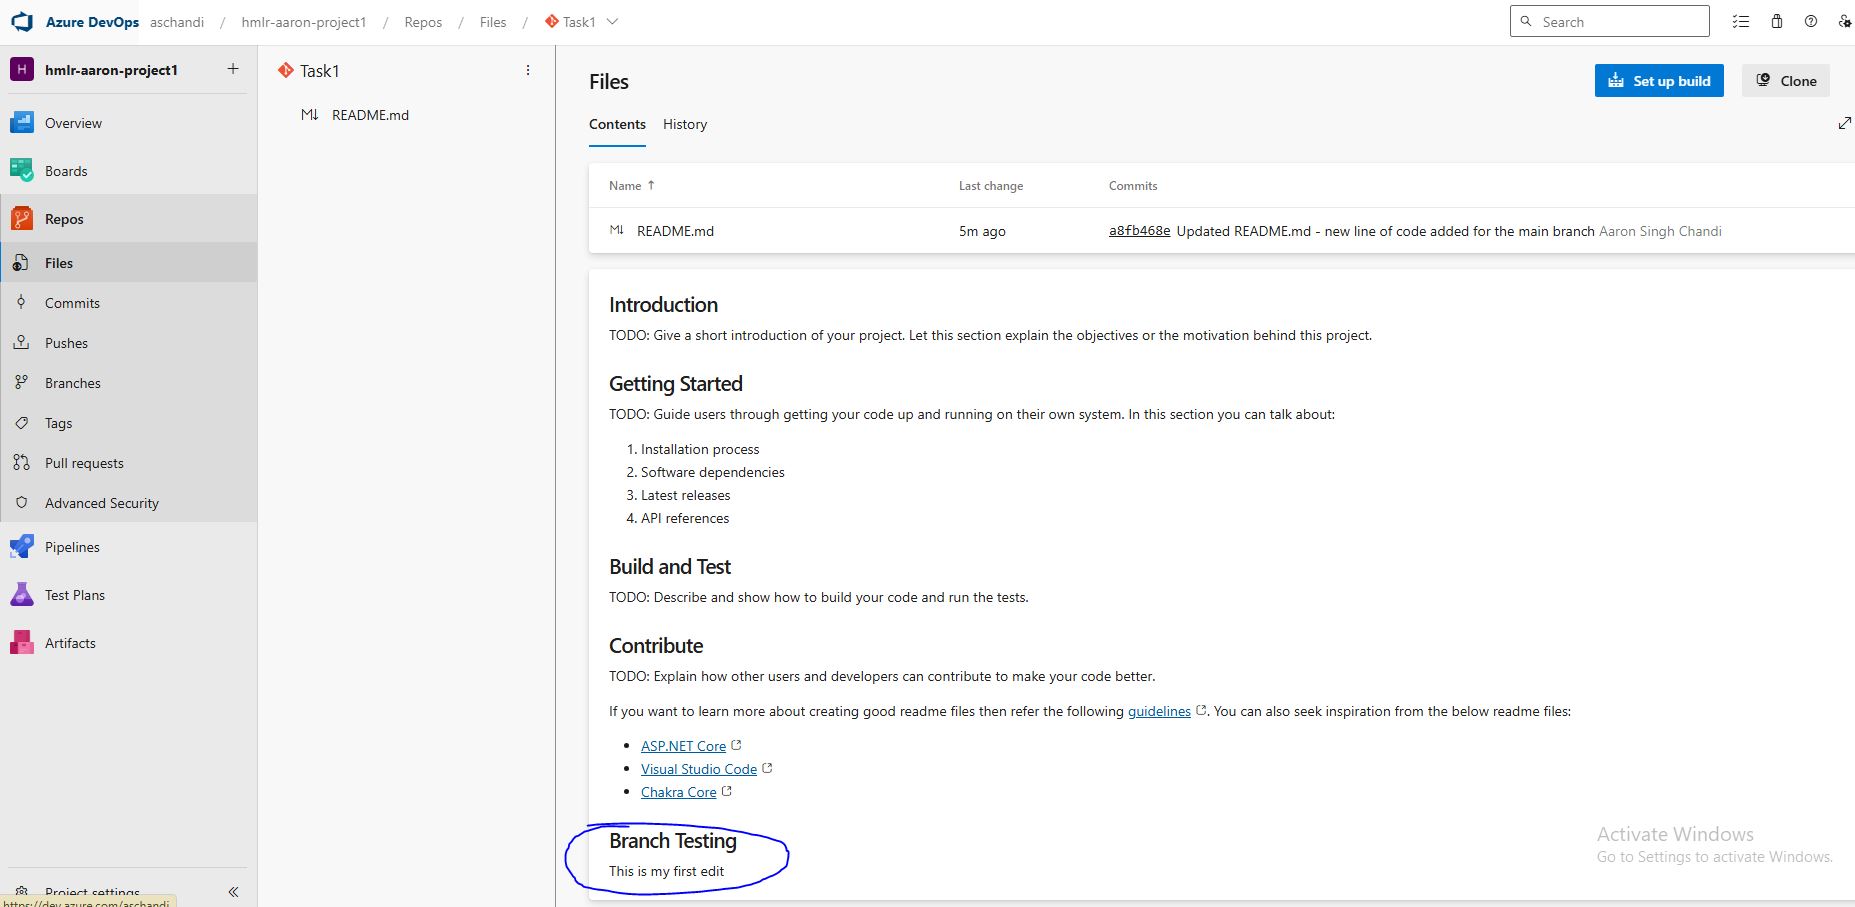 Azure DevOps aschandi / hmlr-aaron-project1 / Repos / Files / Task1
Search
H hmlr-aaron-project1 +
Overview
Boards
Repos
Files
Commits
Pushes
Branches
Tags
Pull requests
Advanced Security
Pipelines
Test Plans
Artifacts
Project settings
https://dev.azure.com/aschandi
Task1
README.md
Files
Set up build
Clone
Contents History
Name ↑ Last change Commits
README.md 5m ago a8fb468e Updated README.md - new line of code added for the main branch Aaron Singh Chandi
Introduction
TODO: Give a short introduction of your project. Let this section explain the objectives or the motivation behind this project.
Getting Started
TODO: Guide users through getting your code up and running on their own system. In this section you can talk about:
1. Installation process
2. Software dependencies
3. Latest releases
4. API references
Build and Test
TODO: Describe and show how to build your code and run the tests.
Contribute
TODO: Explain how other users and developers can contribute to make your code better.
If you want to learn more about creating good readme files then refer the following guidelines. You can also seek inspiration from the below readme files:
• ASP.NET Core
• Visual Studio Code
• Chakra Core
Branch Testing
This is my first edit
Activate Windows
Go to Settings to activate Windows.